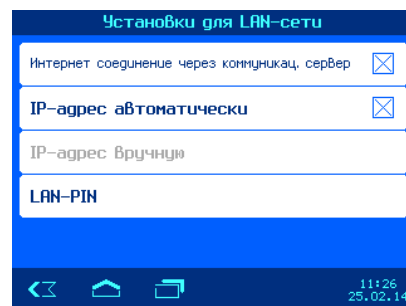 Установки для LAN-сети
Интернет соединение через коммуникац. сервер
IP-адрес автоматически
IP-адрес вручную
LAN-PIN
11:26
25.02.14